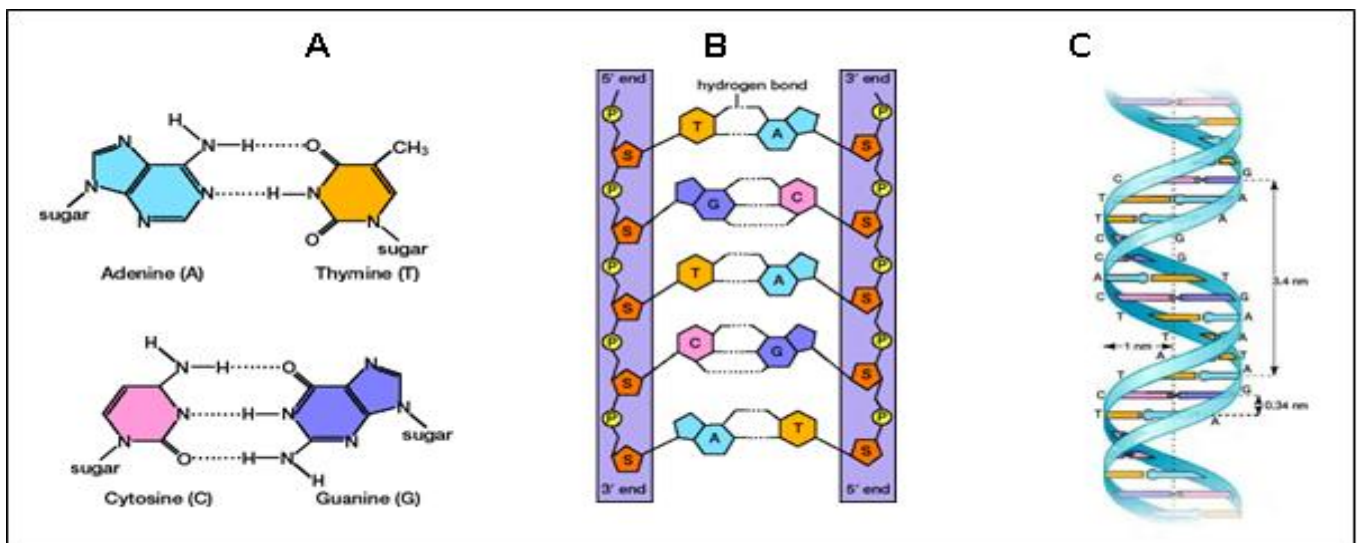 A
H
N
H
O
CH3
N
N
N
H
N
N
sugar
N
O
sugar
Adenine (A)
Thymine (T)
H
N
H
O
N
N
H
N
N
N
N
sugar
O
H
N
sugar
H
Cytosine (C)
Guanine (G)
B
5' end
3' end
hydrogen bond
P
T
A
P
S
S
P
G
C
P
S
S
P
T
A
P
S
S
P
C
G
P
S
S
P
A
T
P
S
S
3' end
5' end
C
C
G
T
A
T
A
C
G
C
G
A
T
3.4 nm
C
G
T
A
1 nm
T
A
A
T
T
A
C
G
0.34 nm
T
A